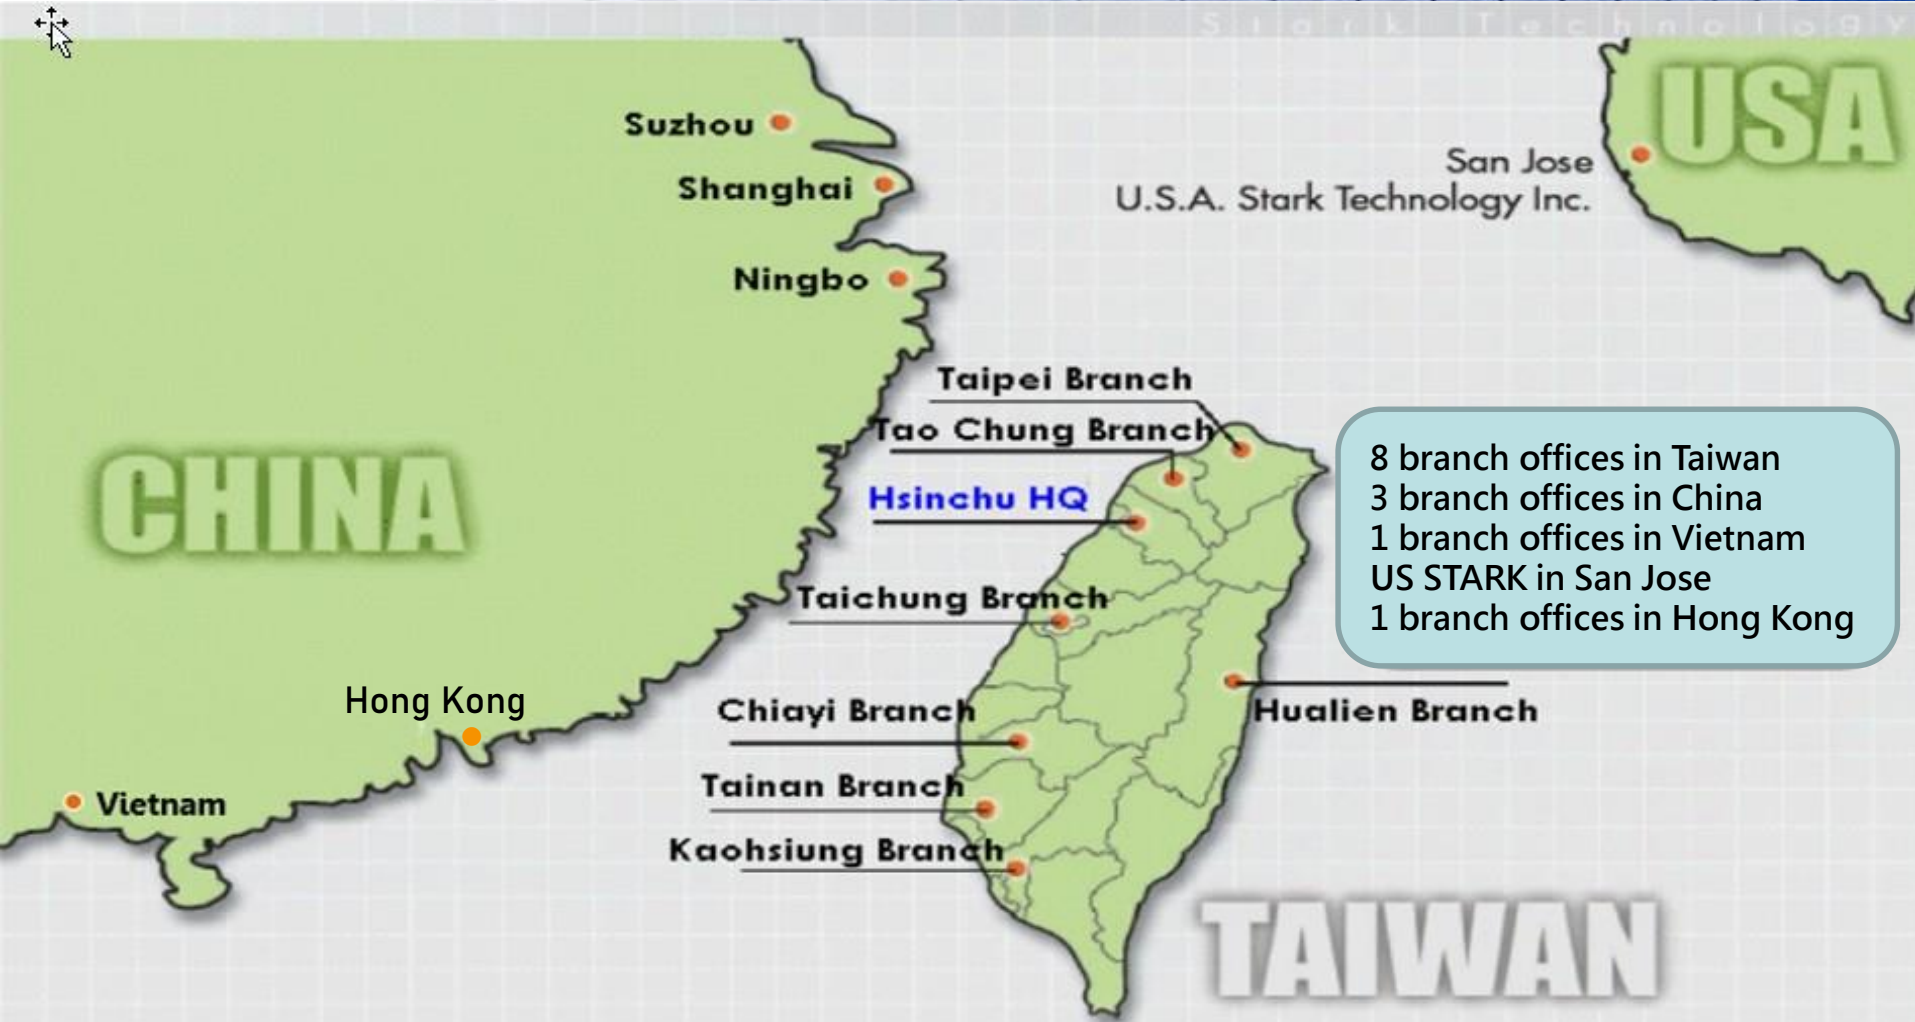 Stark Technology
USA
Suzhou
San Jose
Shanghai
U.S.A. Stark Technology Inc.
Ningbo
Taipei Branch
Tao Chung Branch
8 branch offices in Taiwan
3 branch offices in China
1 branch offices in Vietnam
US STARK in San Jose
1 branch offices in Hong Kong
CHINA
Hsinchu HQ
Taichung Branch
Hong Kong
Chiayi Branch
Hualien Branch
Tainan Branch
Vietnam
Kaohsiung Branch
TAIWAN